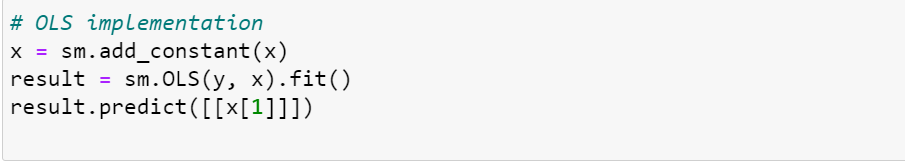 # OLS implementation
x = sm.add_constant(x)
result = sm.OLS(y, x).fit()
result.predict([[x[1]]])